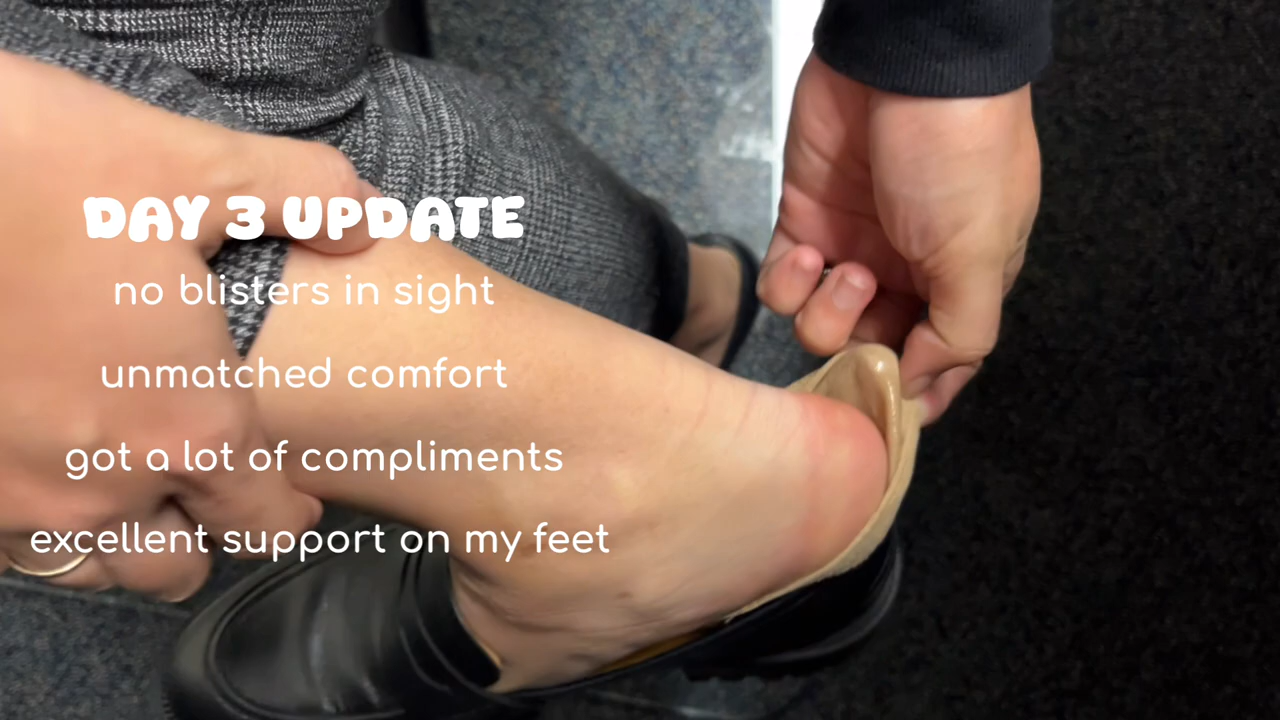 DAY 3 UPDATE
no blisters in sight
unmatched comfort
got a lot of compliments
excellent support on my feet